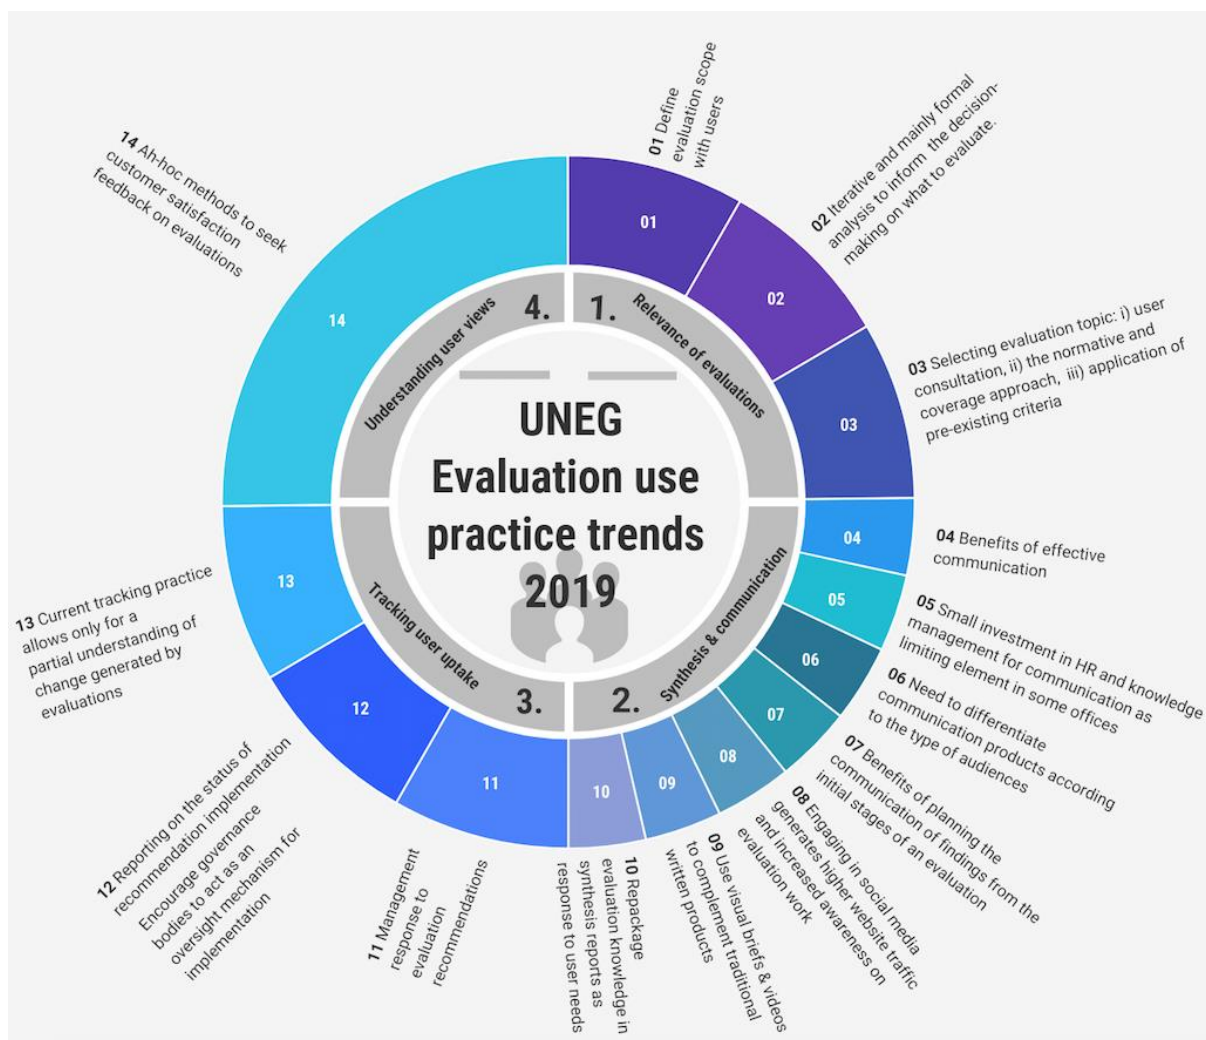 UNEG
Evaluation use
practice trends
2019
1.
Relevance of evaluations
2.
Synthesis & communication
3.
Tracking user uptake
4.
Understanding user views
01
02
03
04
05
06
07
08
09
10
11
12
13
14
01 Define
evaluation scope
with users
02 Iterative and mainly formal
analysis to inform the decision-
making on what to evaluate.
03 Selecting evaluation topic: i) user
consultation, ii) the normative and
coverage approach, iii) application of
pre-existing criteria
04 Benefits of effective
communication
05 Small investment in HR and knowledge
management for communication as
limiting element in some offices
06 Need to differentiate
communication products according
to the type of audiences
07 Benefits of planning the
communication of findings from the
initial stages of an evaluation
08 Engaging in social media
generates higher website traffic
and increased awareness on
evaluation work
09 Use visual briefs & videos
to complement traditional
written products
10 Repackage
evaluation knowledge in
synthesis reports as
response to user needs
11 Management
response to
evaluation
recommendations
12 Reporting on the status of
recommendation implementation
Encourage governance
bodies to act as an
oversight mechanism for
implementation
13 Current tracking practice
allows only for a
partial understanding of
change generated by
evaluations
14 Ah-hoc methods to seek
customer satisfaction
feedback on evaluations